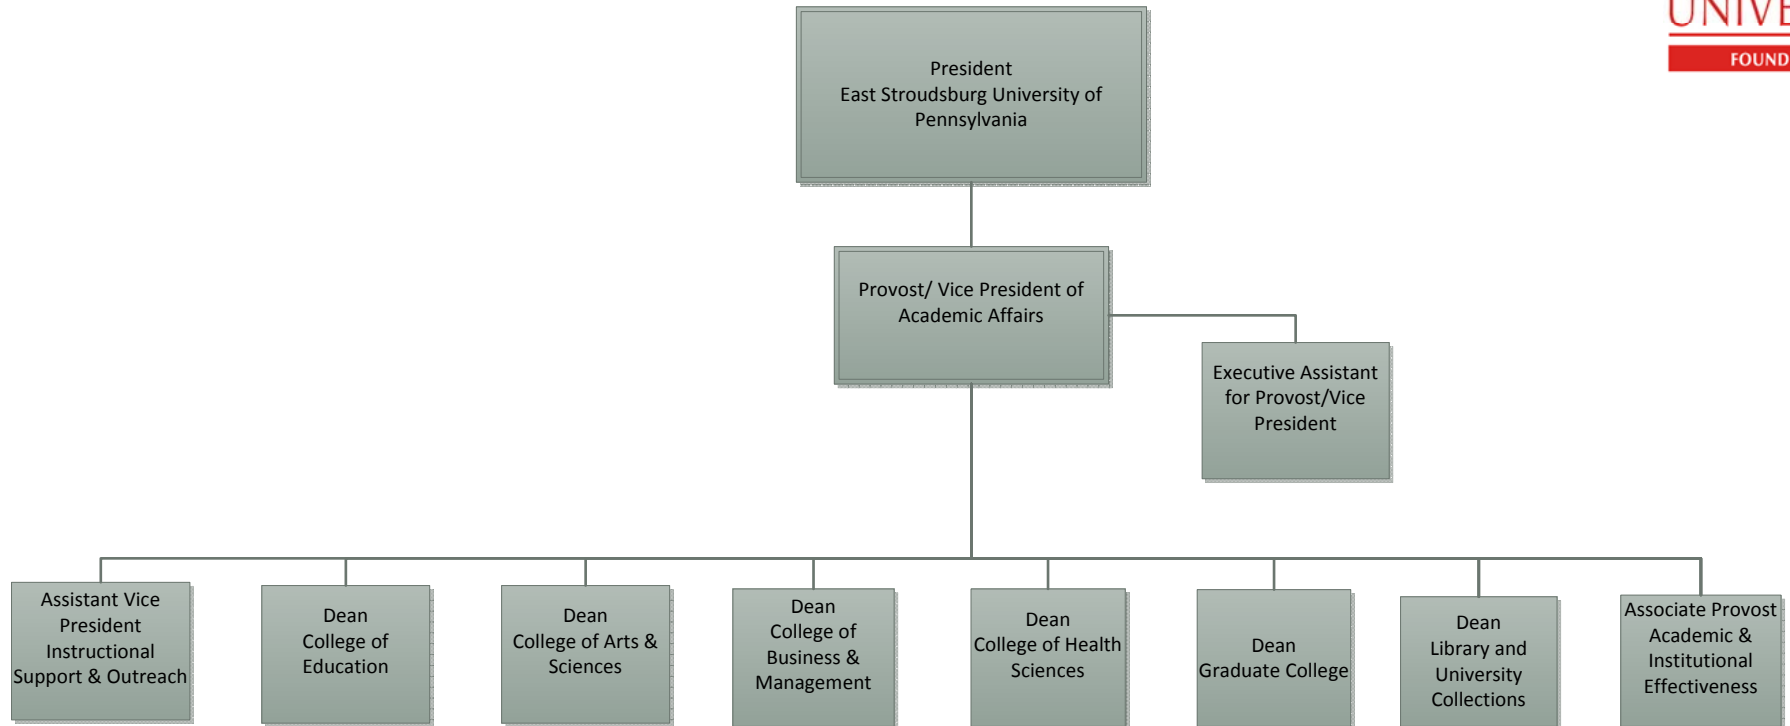 President
East Stroudsburg University of
Pennsylvania
Provost/ Vice President of
Academic Affairs
Executive Assistant
for Provost/Vice
President
Assistant Vice
President
Instructional
Support & Outreach
Dean
College of
Education
Dean
College of Arts &
Sciences
Dean
College of
Business &
Management
Dean
College of Health
Sciences
Dean
Graduate College
Dean
Library and
University
Collections
Associate Provost
Academic &
Institutional
Effectiveness